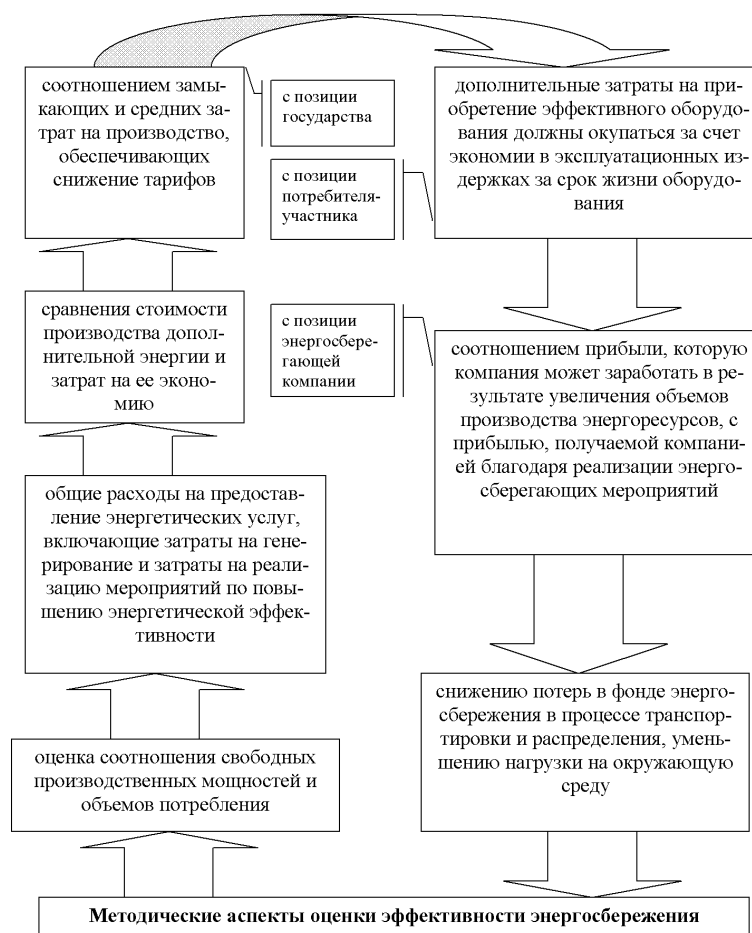 соотношением замы-
кающих и средних за-
трат на производство,
обеспечивающих
снижение тарифов
с позиции
государства
с позиции
потребителя-
участника
дополнительные затраты на при-
обретение эффективного оборудо-
вания должны окупаться за счет
экономии в эксплуатационных из-
держках за срок жизни оборудо-
вания
сравнения стоимости
производства допол-
нительной энергии и
затрат на ее эконо-
мию
с позиции
энергосбере-
гающей
компании
соотношением прибыли, которую
компания может заработать в ре-
зультате увеличения объемов
производства энергоресурсов, с
прибылью, получаемой компани-
ей благодаря реализации энерго-
сберегающих мероприятий
общие расходы на предостав-
ление энергетических услуг,
включающие затраты на гене-
рирование и затраты на реали-
зацию мероприятий по повы-
шению энергетической эффек-
тивности
снижению потерь в фонде энерго-
сбережения в процессе транспор-
тировки и распределения, умень-
шению нагрузки на окружающую
среду
оценка соотношения свободных
производственных мощностей и
объемов потребления
Методические аспекты оценки эффективности энергосбережения